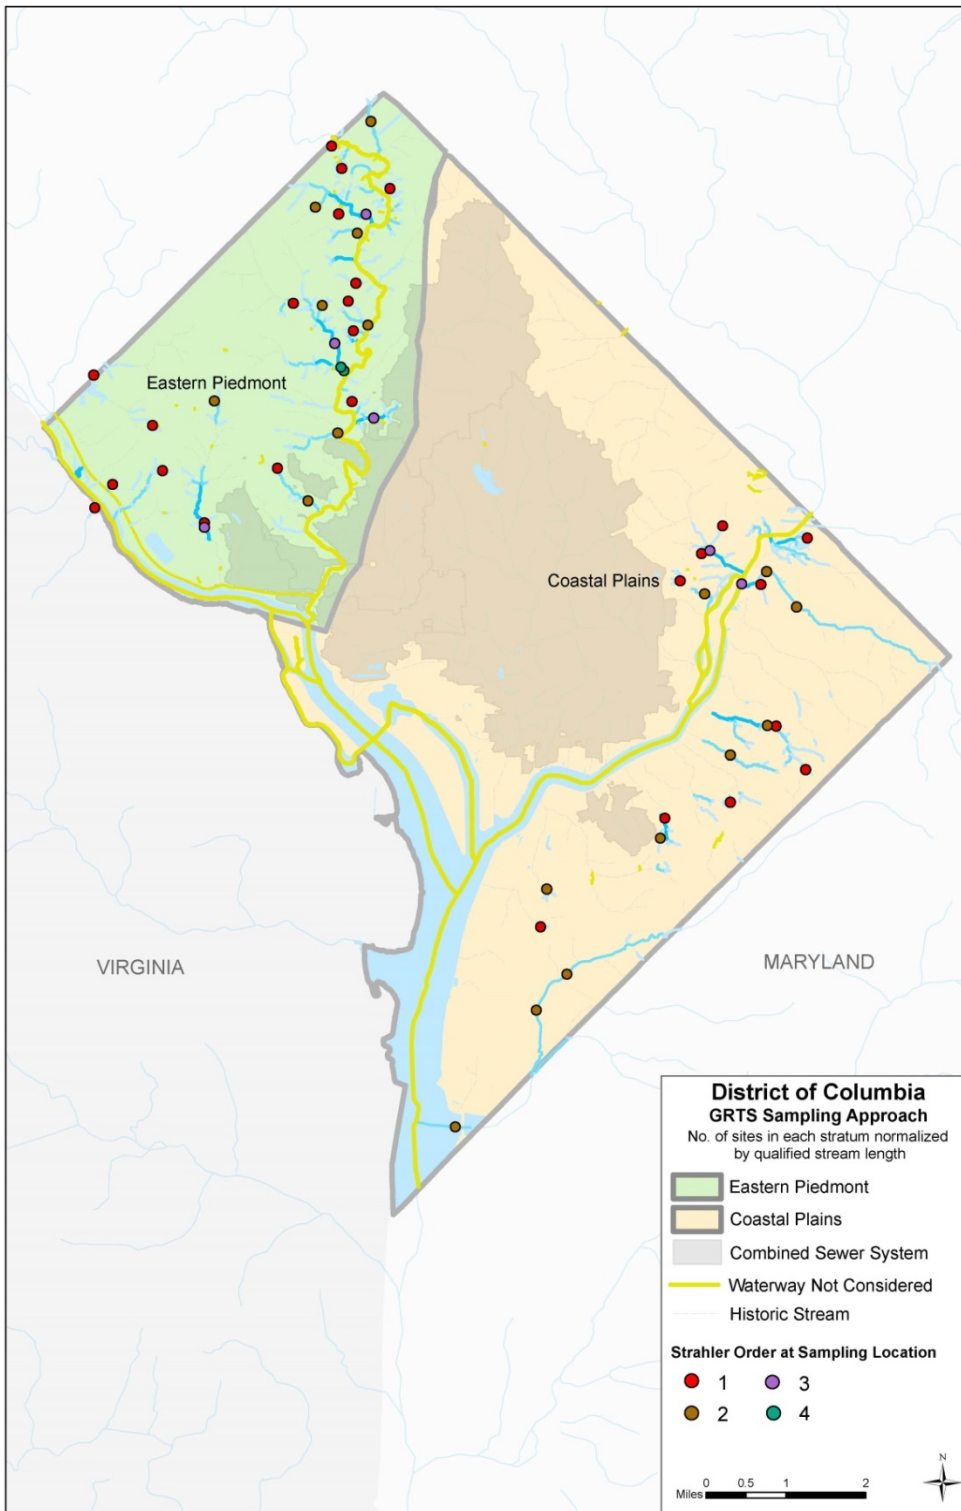 Eastern Piedmont
Coastal Plains
VIRGINIA
MARYLAND
District of Columbia
GRTS Sampling Approach
No. of sites in each stratum normalized
by qualified stream length
Eastern Piedmont
Coastal Plains
Combined Sewer System
Waterway Not Considered
Historic Stream
Strahler Order at Sampling Location
1 3
2 4
N
0 0.5 1 2
Miles